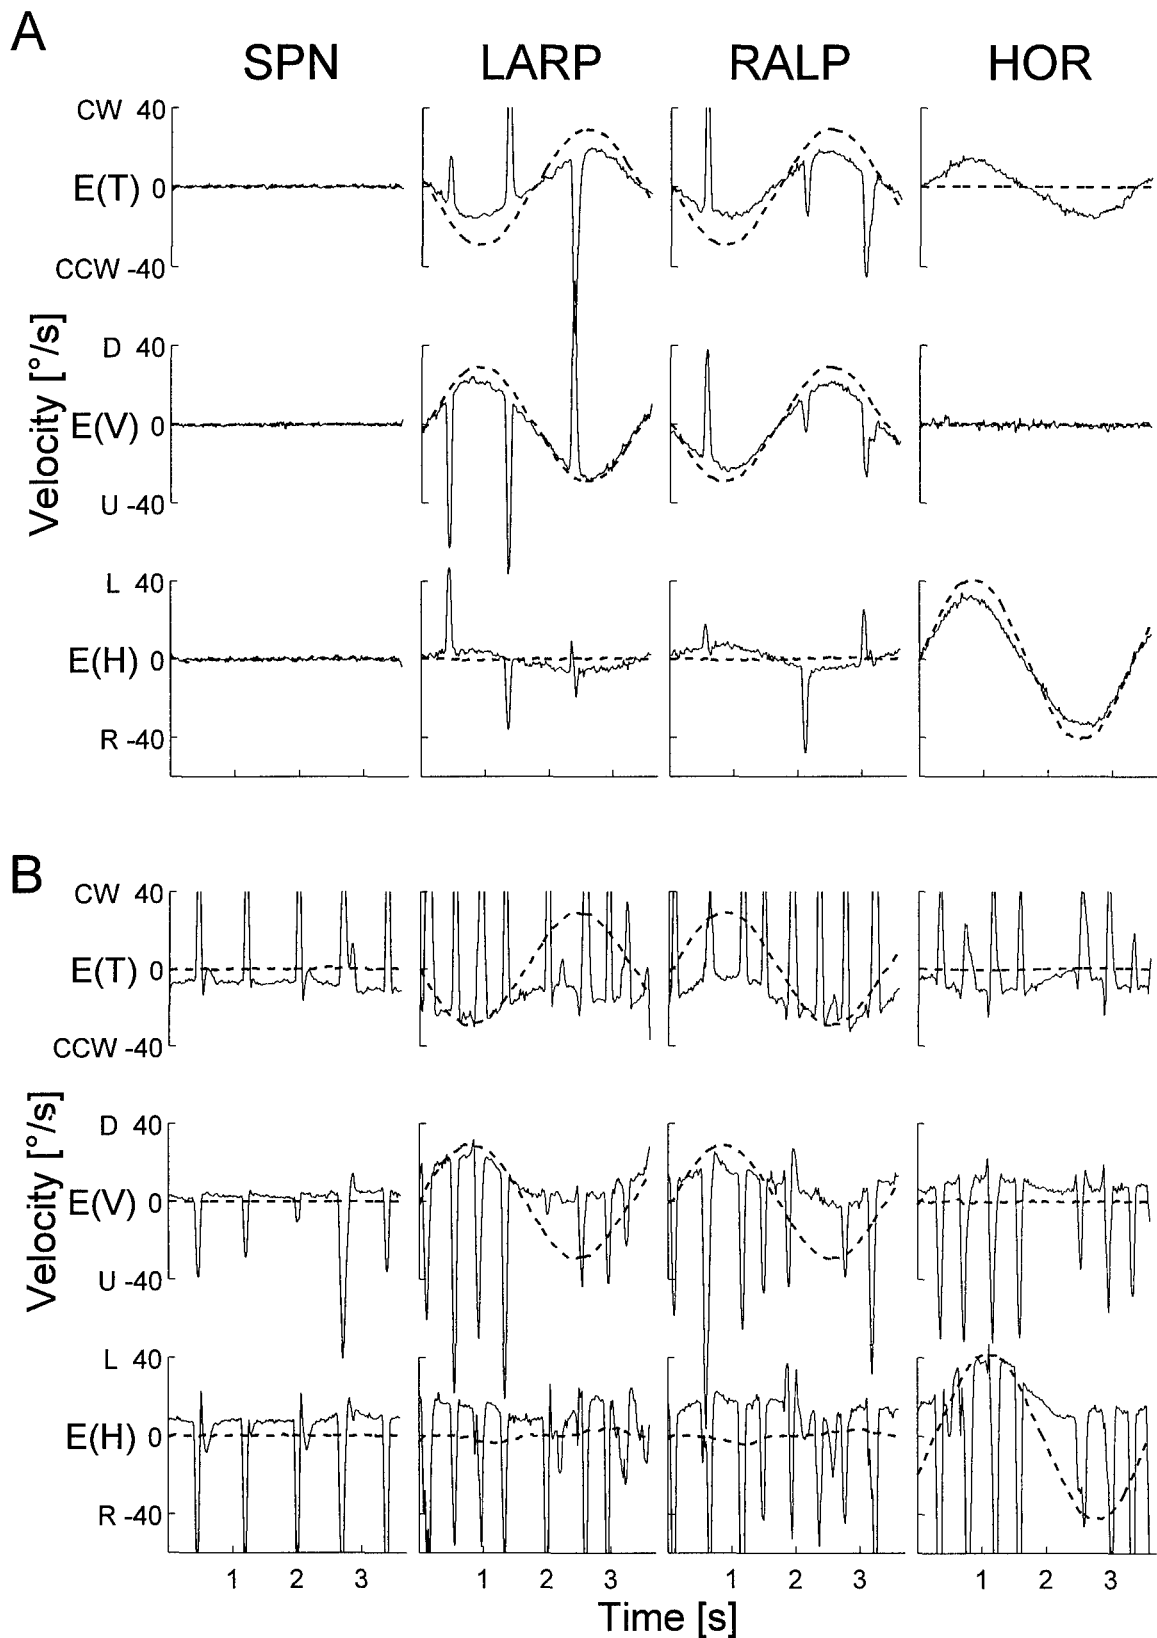 A
SPN LARP RALP HOR
CW 40
E(T) 0
CCW -40
D 40
E(V) 0
U -40
L 40
E(H) 0
R -40
Velocity [°/s]
B
CW 40
E(T) 0
CCW -40
D 40
E(V) 0
U -40
L 40
E(H) 0
R -40
Velocity [°/s]
1 2 3 1 2 3 1 2 3 1 2 3
Time [s]